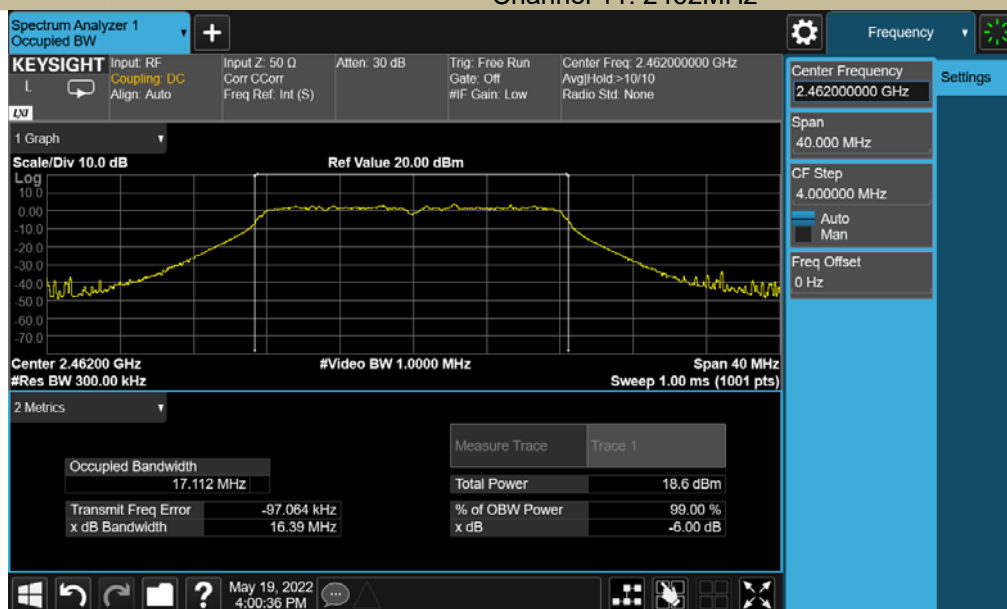 Spectrum Analyzer 1
Occupied BW
Frequency
KEYSIGHT
L
LXI
Input: RF
Coupling: DC
Align: Auto
Input Z: 50 Ω
Corr CCorr
Freq Ref: Int (S)
Atten: 30 dB
Trig: Free Run
Gate: Off
#IF Gain: Low
Center Freq: 2.462000000 GHz
Avg|Hold:>10/10
Radio Std: None
Center Frequency
2.462000000 GHz
Settings
Span
40.000 MHz
CF Step
4.000000 MHz
Auto
Man
Freq Offset
0 Hz
1 Graph
Scale/Div 10.0 dB
Ref Value 20.00 dBm
Log
10.0
0.00
-10.0
-20.0
-30.0
-40.0
-50.0
-60.0
-70.0
Center 2.46200 GHz
#Video BW 1.0000 MHz
Span 40 MHz
#Res BW 300.00 kHz
Sweep 1.00 ms (1001 pts)
2 Metrics
Measure Trace
Trace 1
Occupied Bandwidth
17.112 MHz
Total Power
18.6 dBm
Transmit Freq Error
-97.064 kHz
% of OBW Power
99.00 %
x dB Bandwidth
16.39 MHz
x dB
-6.00 dB
?
May 19, 2022
4:00:36 PM